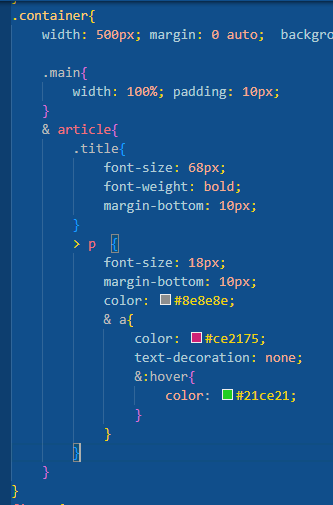 .container{
width: 500px; margin: 0 auto; backgro
.main{
width: 100%; padding: 10px;
}
& article{
.title{
font-size: 68px;
font-weight: bold;
margin-bottom: 10px;
}
> p {
font-size: 18px;
margin-bottom: 10px;
color: #8e8e8e;
& a{
color: #ce2175;
text-decoration: none;
&:hover{
color: #21ce21;
}
}
}
}
}